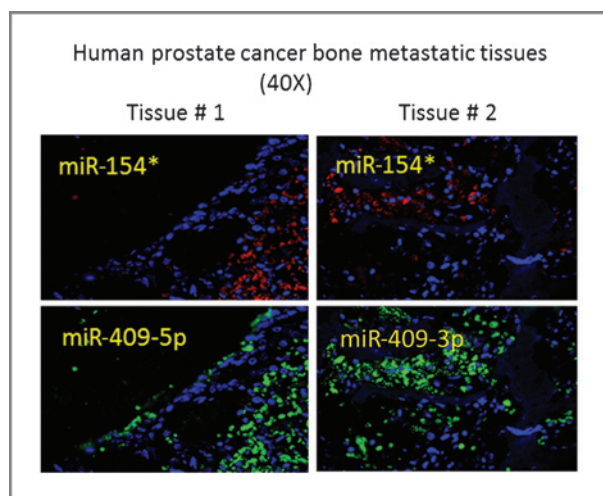 Human prostate cancer bone metastatic tissues
(40X)
Tissue # 1 Tissue # 2
miR-154* miR-154*
miR-409-5p miR-409-3p